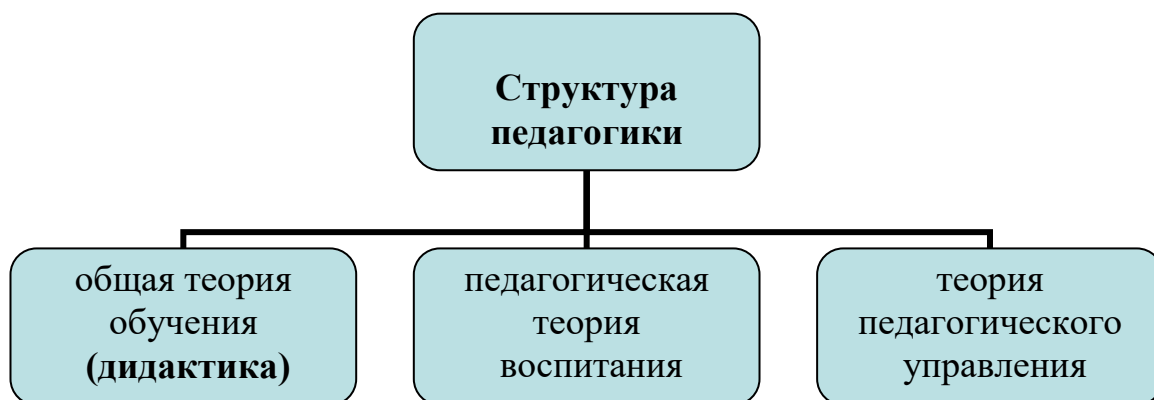 Структура
педагогики
общая теория
обучения
(дидактика)
педагогическая
теория
воспитания
теория
педагогического
управления